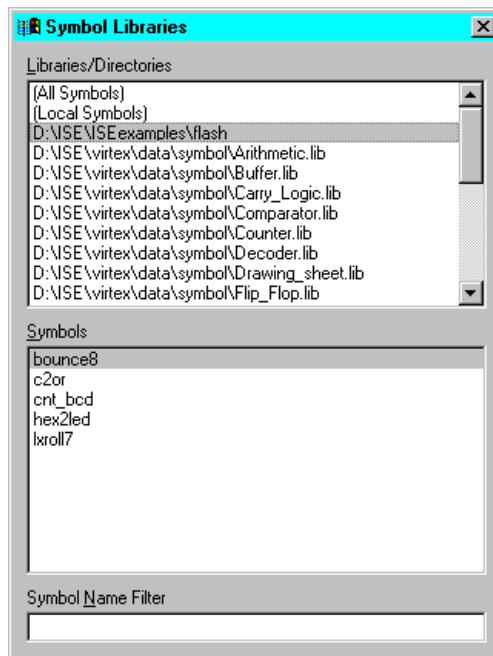 Symbol Libraries
Libraries/Directories
(All Symbols)
(Local Symbols)
D:\ISE\ISEexamples\flash
D:\ISE\virtex\data\symbol\Arithmetic.lib
D:\ISE\virtex\data\symbol\Buffer.lib
D:\ISE\virtex\data\symbol\Carry_Logic.lib
D:\ISE\virtex\data\symbol\Comparator.lib
D:\ISE\virtex\data\symbol\Counter.lib
D:\ISE\virtex\data\symbol\Decoder.lib
D:\ISE\virtex\data\symbol\Drawing_sheet.lib
D:\ISE\virtex\data\symbol\Flip_Flop.lib
Symbols
bounce8
c2or
cnt_bcd
hex2led
lxroll7
Symbol Name Filter